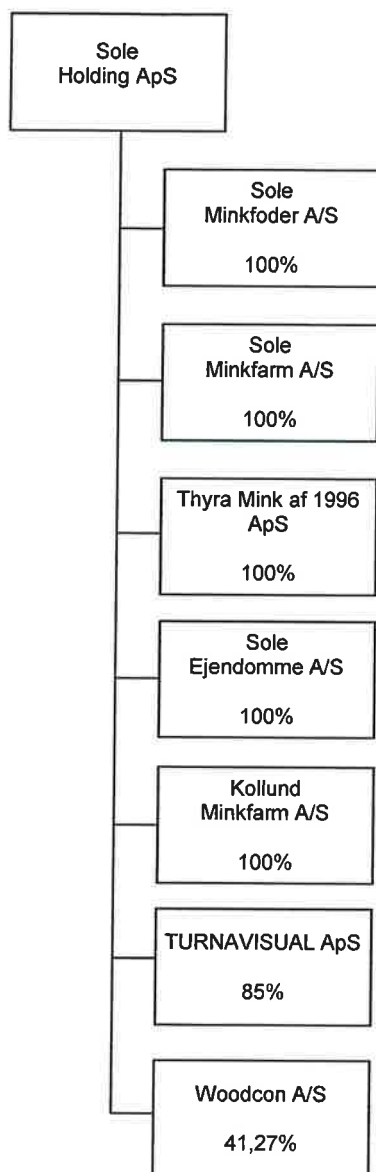 Sole
Holding ApS
Sole
Minkfoder A/S
100%
Sole
Minkfarm A/S
100%
Thyra Mink af 1996
ApS
100%
Sole
Ejendomme A/S
100%
Kollund
Minkfarm A/S
100%
TURNAVISUAL ApS
85%
Woodcon A/S
41,27%